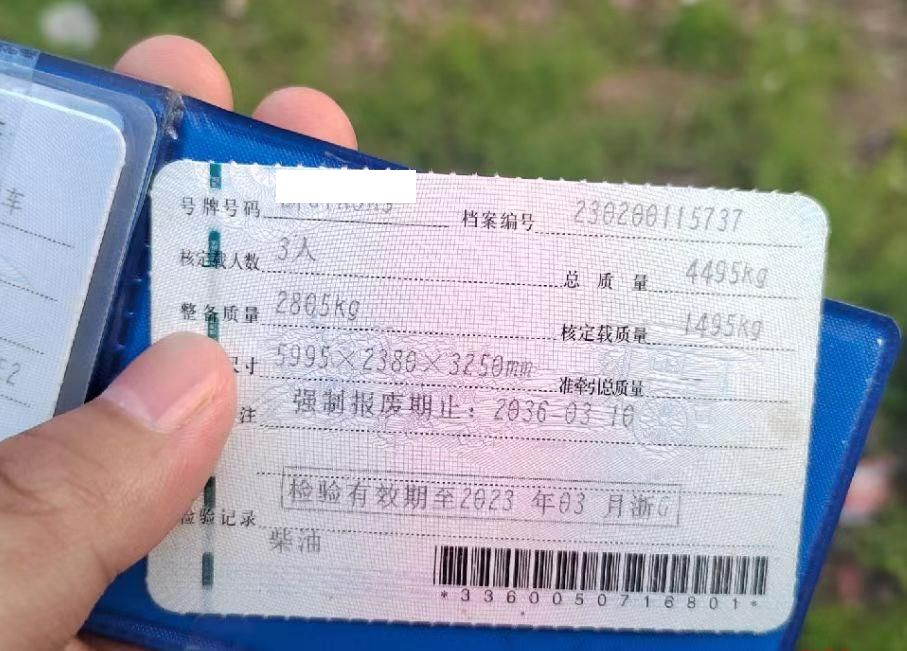 车
号牌号码 档案编号 230200115737
核定载人数 3人 总质量 4495kg
整备质量 2805kg 核定载质量 1495kg
寸 5995×2380×3250mm 准牵引总质量 ---
注 强制报废期止：2036-03-10
检验有效期至2023 年03 月浙G
检验记录
柴油
*3360050716801*